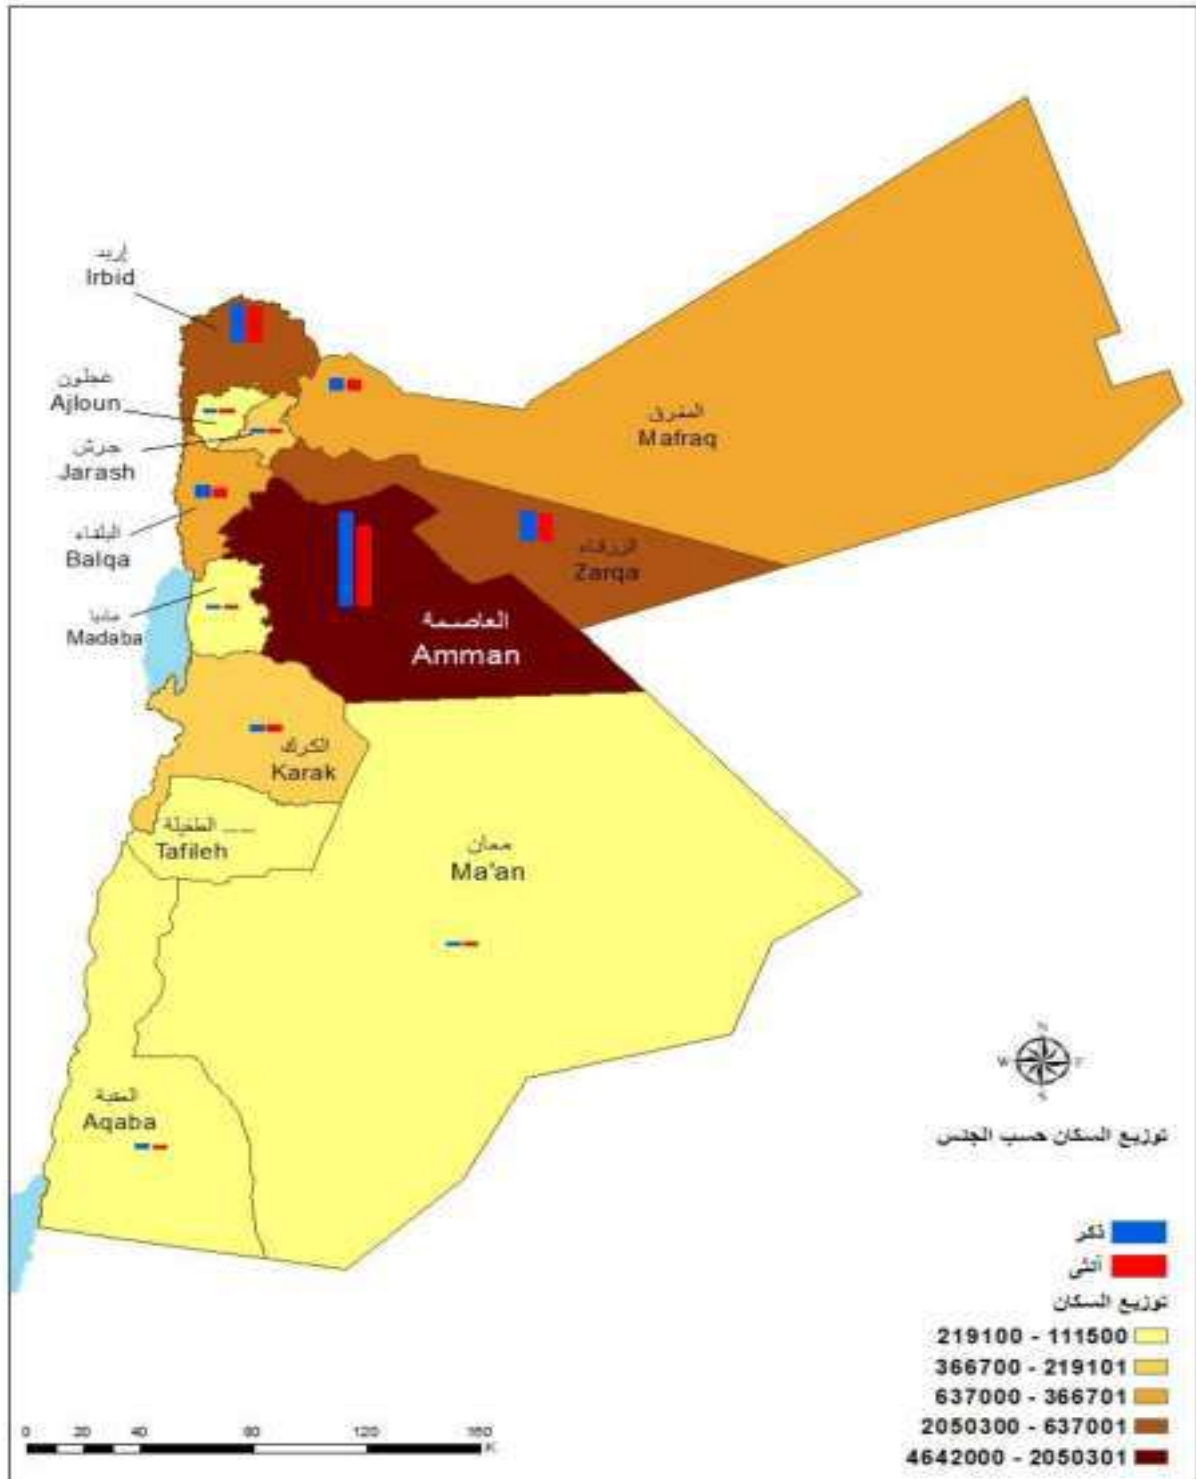 إربد
Irbid
عجلون
Ajloun
جرش
Jarash
المفرق
Mafraq
البلقاء
Balqa
الزرقاء
Zarqa
مادبا
Madaba
العاصمة
Amman
الكرك
Karak
الطفيلة
Tafileh
معان
Ma'an
العقبة
Aqaba
N
W
E
S
توزيع السكان حسب الجنس
ذكر
أنثى
توزيع السكان
219100 - 111500
366700 - 219101
637000 - 366701
2050300 - 637001
4642000 - 2050301
0 20 40 80 120 160
K